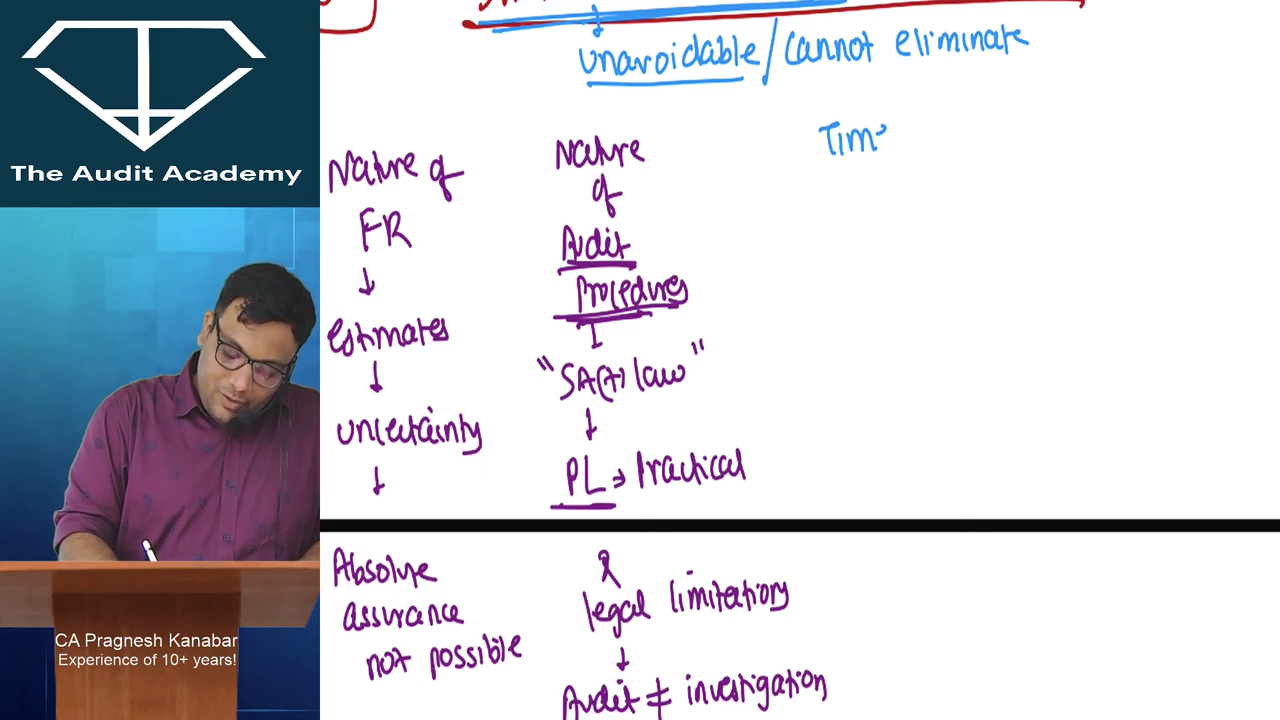 The Audit Academy
CA Pragnesh Kanabar
Experience of 10+ years!
unavoidable / cannot eliminate
Nature of
FR
↓
estimates
↓
uncertainty
↓
Absolute
assurance
not possible
Nature
of
Audit
Procedures
"SA(A) law"
↓
PL → Practical
&
legal limitations
↓
Audit ≠ investigation
Tim